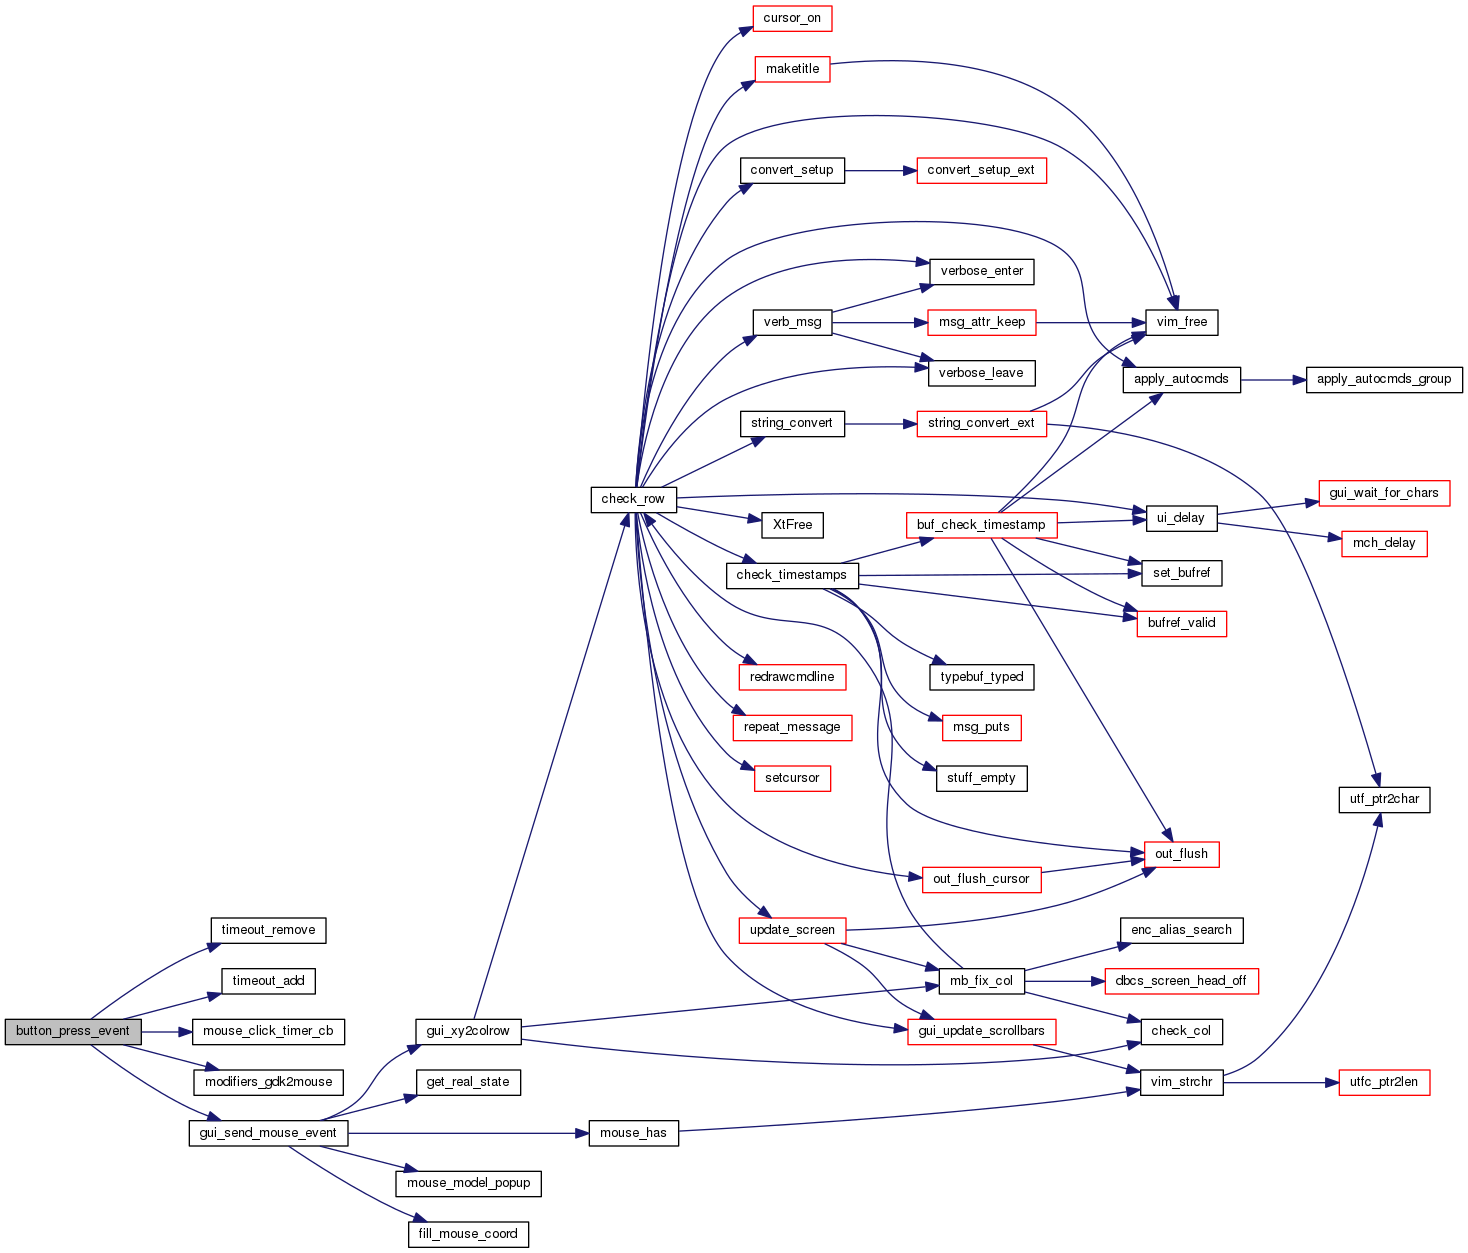 cursor_on
maketitle
convert_setup
convert_setup_ext
verbose_enter
verb_msg
msg_attr_keep
vim_free
verbose_leave
apply_autocmds
apply_autocmds_group
string_convert
string_convert_ext
check_row
gui_wait_for_chars
XtFree
buf_check_timestamp
ui_delay
mch_delay
check_timestamps
set_bufref
bufref_valid
redrawcmdline
typebuf_typed
repeat_message
msg_puts
setcursor
stuff_empty
utf_ptr2char
out_flush
out_flush_cursor
timeout_remove
update_screen
enc_alias_search
timeout_add
mb_fix_col
dbcs_screen_head_off
button_press_event
mouse_click_timer_cb
gui_xy2colrow
gui_update_scrollbars
check_col
modifiers_gdk2mouse
get_real_state
vim_strchr
utfc_ptr2len
gui_send_mouse_event
mouse_has
mouse_model_popup
fill_mouse_coord